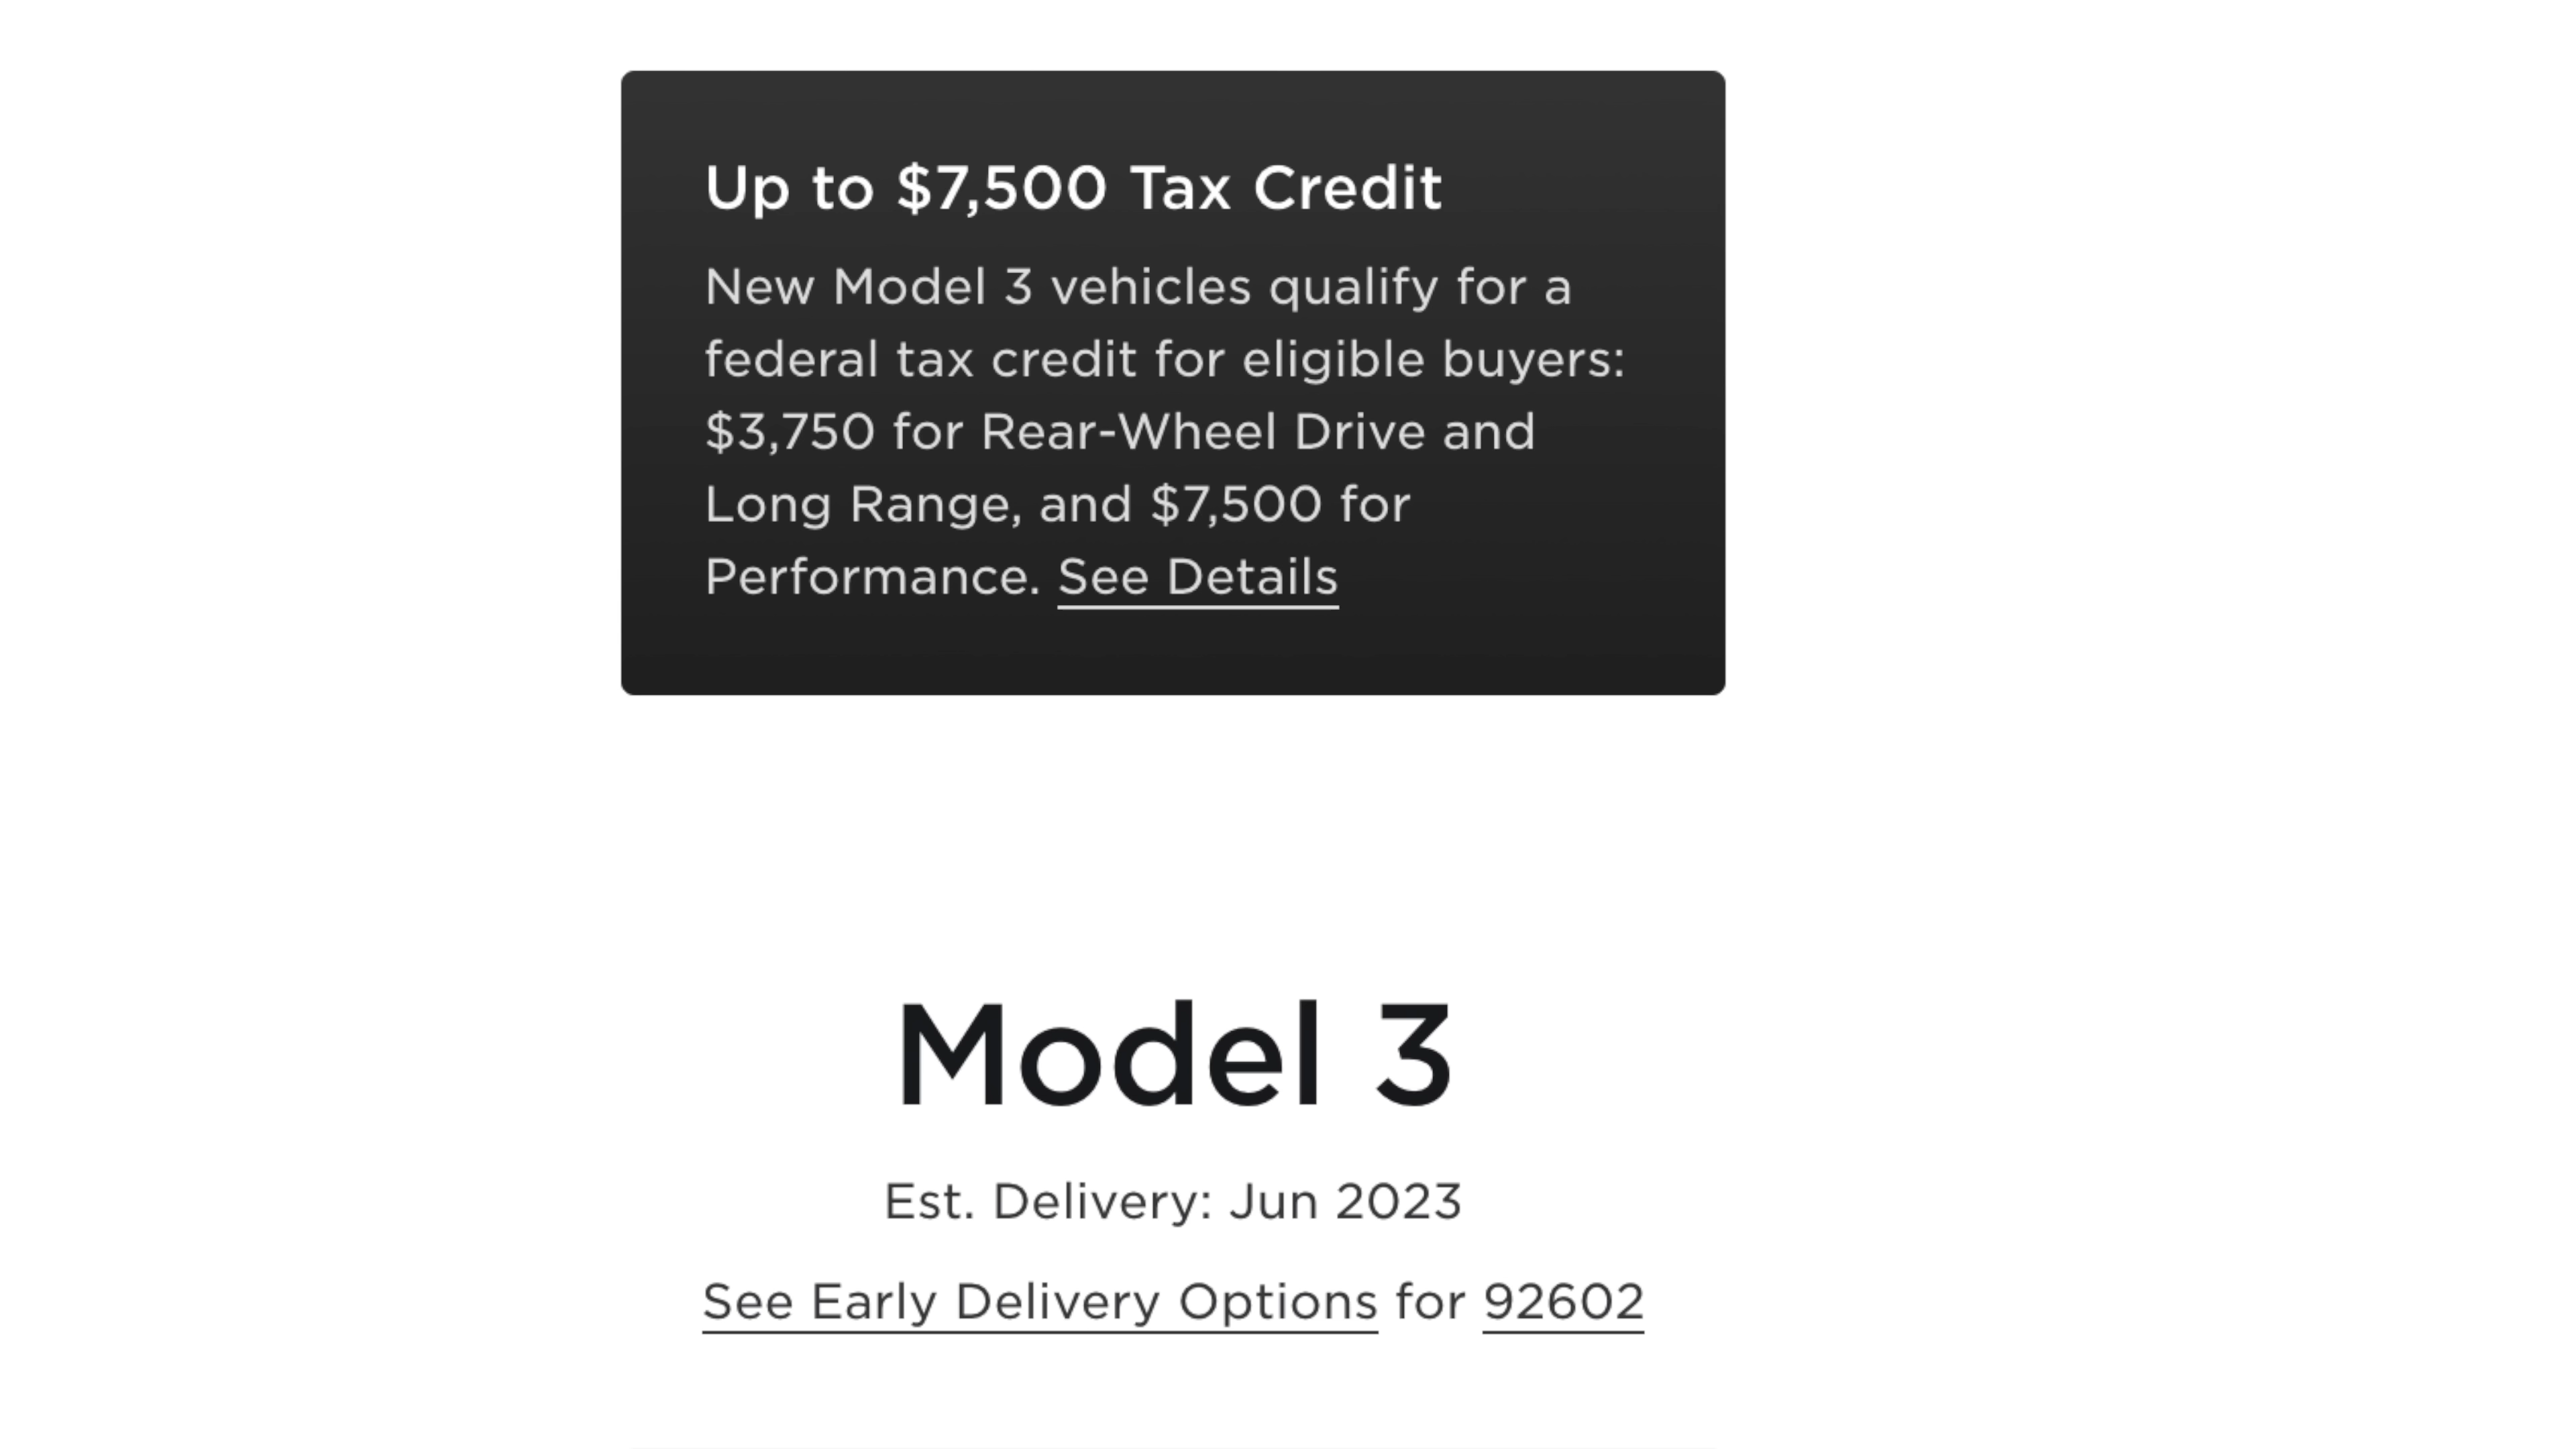 Up to $7,500 Tax Credit
New Model 3 vehicles qualify for a
federal tax credit for eligible buyers:
$3,750 for Rear-Wheel Drive and
Long Range, and $7,500 for
Performance. See Details
Model 3
Est. Delivery: Jun 2023
See Early Delivery Options for 92602